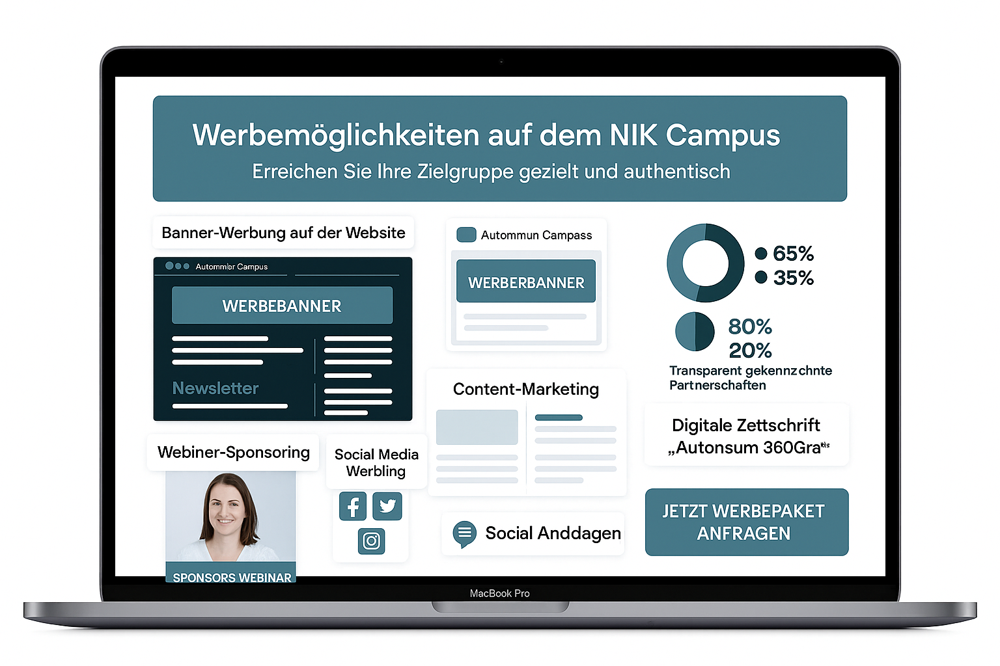 Werbemöglichkeiten auf dem NIK Campus
Erreichen Sie Ihre Zielgruppe gezielt und authentisch
Banner-Werbung auf der Website
Autommlor Campus
WERBEBANNER
Newsletter
Autommun Campass
WERBERBANNER
65%
35%
80%
20%
Transparent gekennzchnte
Partnerschaften
Content-Marketing
Digitale Zettschrift
„Autonsum 360Gra
Webiner-Sponsoring
SPONSORS WEBINAR
Social Media
Werbling
Social Anddagen
JETZT WERBEPAKET
ANFRAGEN
MacBook Pro